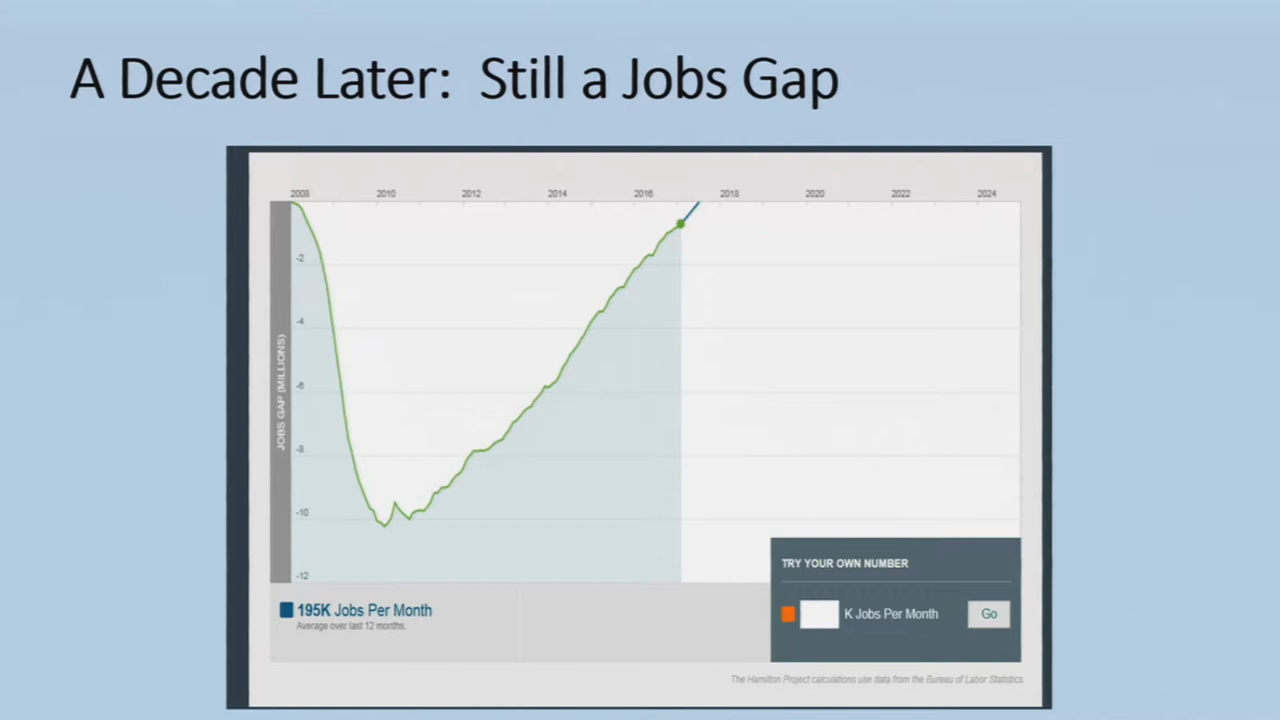 A Decade Later: Still a Jobs Gap
2008 2010 2012 2014 2016 2018 2020 2022 2024
-2
-4
-6
-8
-10
-12
JOBS GAP (MILLIONS)
195K Jobs Per Month
Average over last 12 months.
TRY YOUR OWN NUMBER
K Jobs Per Month Go
The Hamilton Project calculations use data from the Bureau of Labor Statistics